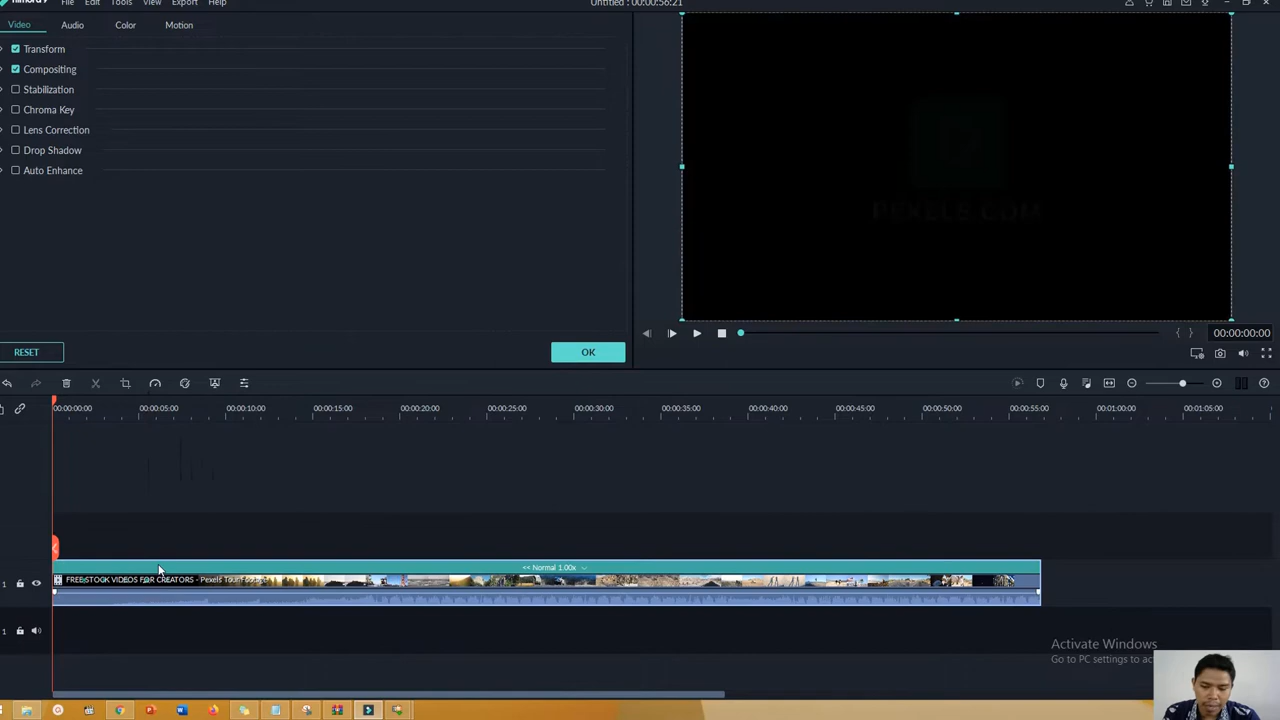 filmora9 File Edit Tools View Export Help Untitled : 00:00:56:21
Video Audio Color Motion
Transform
Compositing
Stabilization
Chroma Key
Lens Correction
Drop Shadow
Auto Enhance
PEXELS.COM
RESET OK
00:00:00:00
00:00:00:00 00:00:05:00 00:00:10:00 00:00:15:00 00:00:20:00 00:00:25:00 00:00:30:00 00:00:35:00 00:00:40:00 00:00:45:00 00:00:50:00 00:00:55:00 00:01:00:00 00:01:05:00
<< Normal 1.00x
FREE STOCK VIDEOS FOR CREATORS - Pexels
1
1
Activate Windows
Go to PC settings to